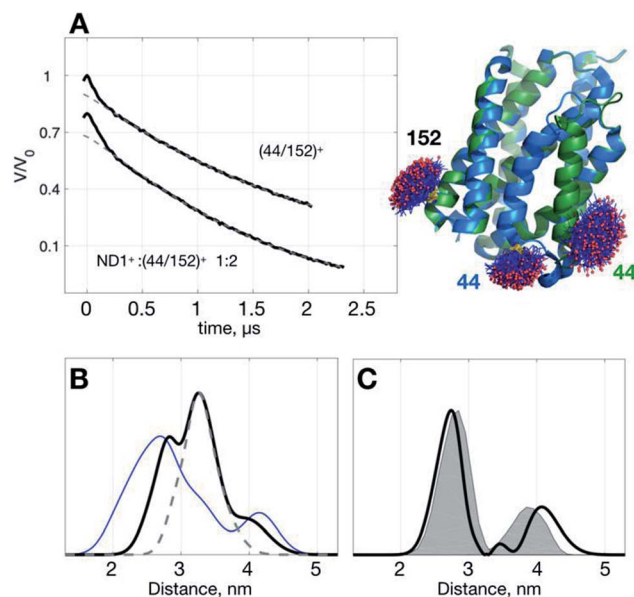 A
1
0.7
0.4
0.1
V/V₀
(44/152)⁺
ND1⁺:(44/152)⁺ 1:2
0 0.5 1 1.5 2 2.5
time, μs
152
44
44
B
2 3 4 5
Distance, nm
C
2 3 4 5
Distance, nm